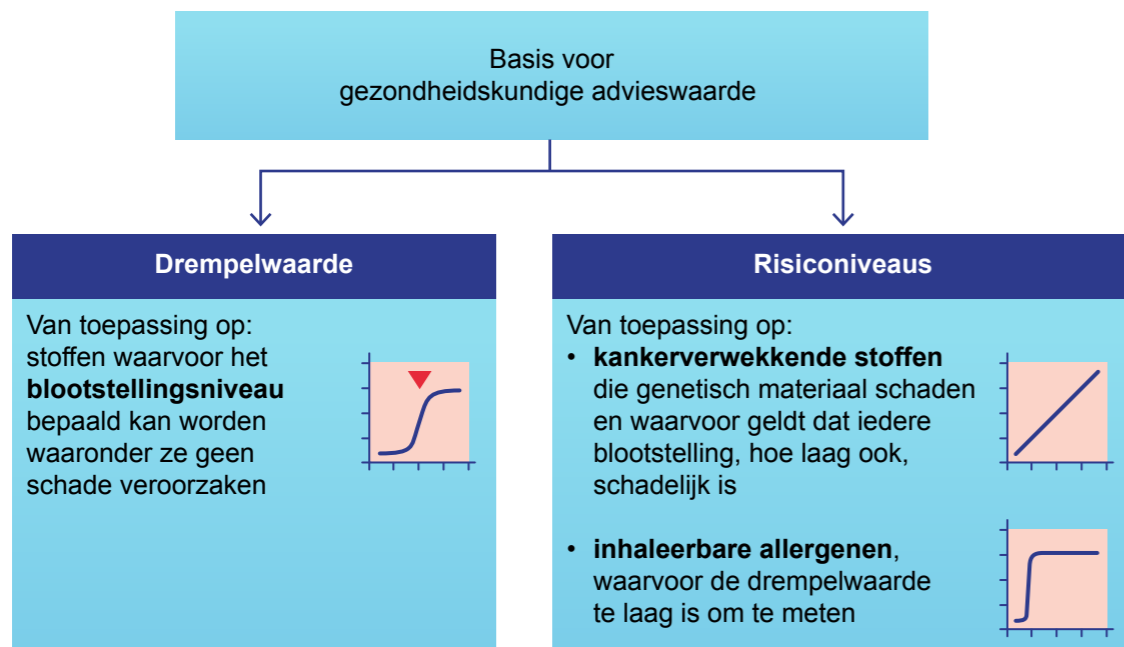 Basis voor
gezondheidskundige advieswaarde
Drempelwaarde
Van toepassing op:
stoffen waarvoor het
blootstellingsniveau
bepaald kan worden
waaronder ze geen
schade veroorzaken
Risiconiveaus
Van toepassing op:
• kankerverwekkende stoffen
die genetisch materiaal schaden
en waarvoor geldt dat iedere
blootstelling, hoe laag ook,
schadelijk is
• inhaleerbare allergenen,
waarvoor de drempelwaarde
te laag is om te meten